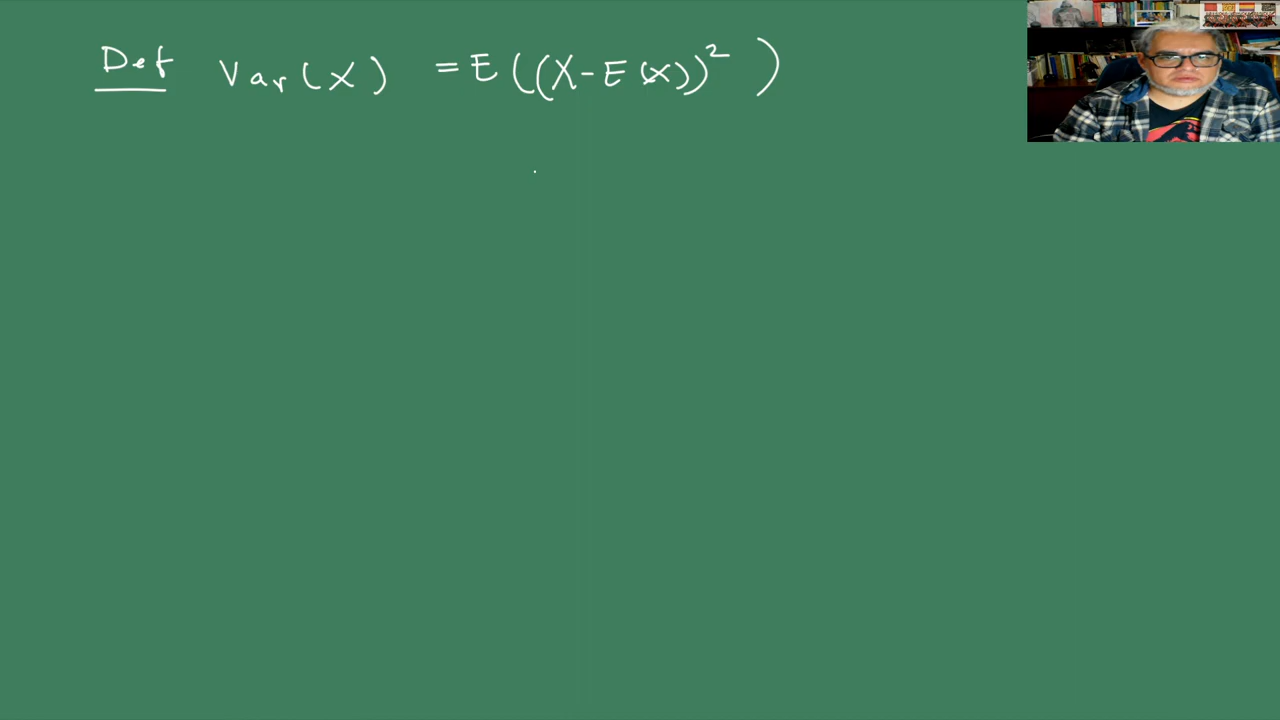 Def Var(X) = E((X-E(X))²)